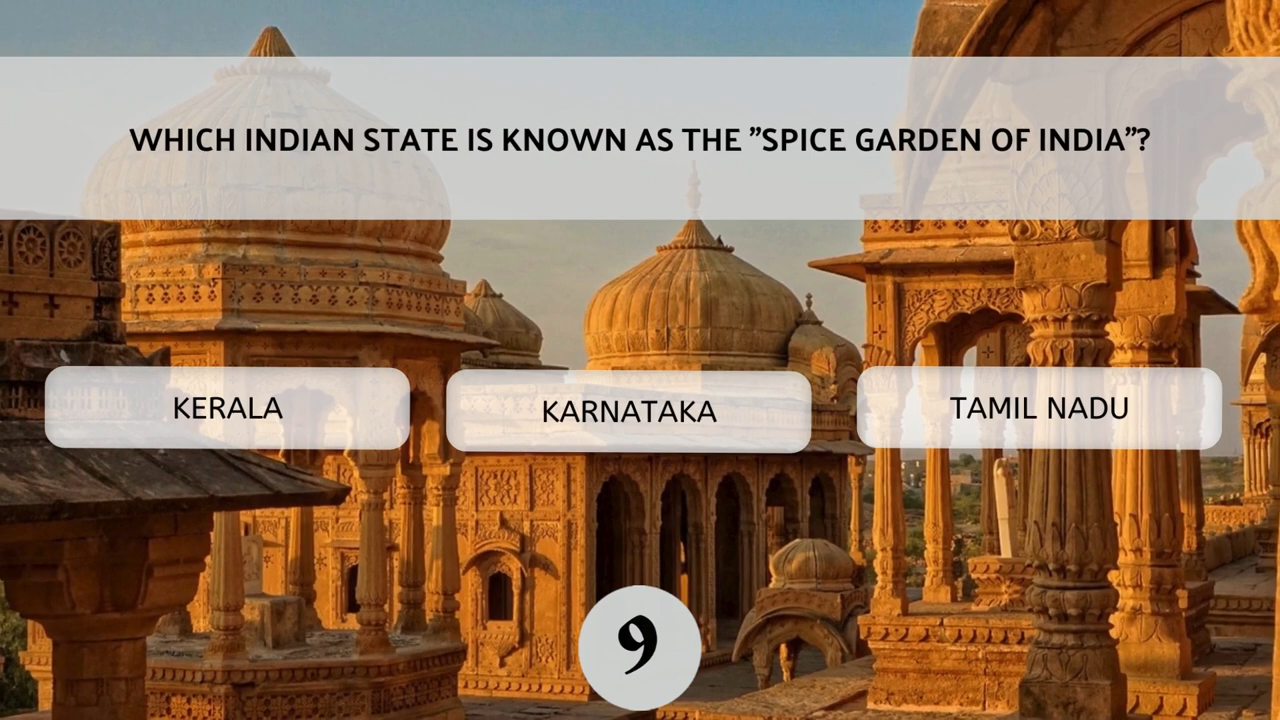 WHICH INDIAN STATE IS KNOWN AS THE ”SPICE GARDEN OF INDIA”?
KERALA
KARNATAKA
TAMIL NADU
9